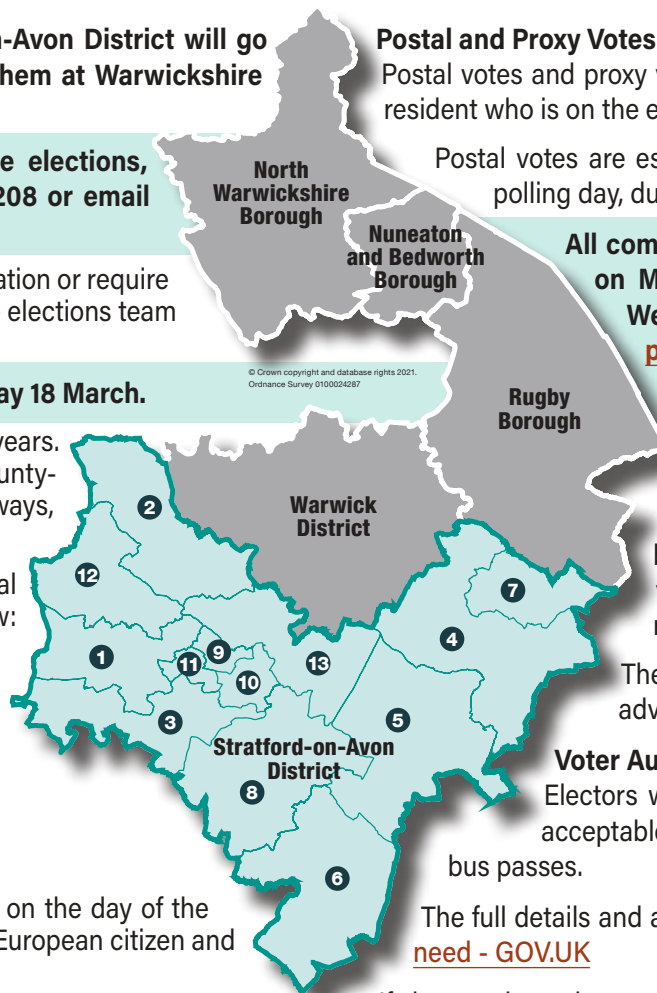 -Avon District will go
hem at Warwickshire
e elections,
208 or email
ation or require
elections team
ay 18 March.
years.
unty-
ways,
al
w:
on the day of the
European citizen and
North
Warwickshire
Borough
Nuneaton
and Bedworth
Borough
© Crown copyright and database rights 2021.
Ordnance Survey 0100024287
Rugby
Borough
Warwick
District
2
12
7
4
1
11
9
13
10
3
5
Stratford-on-Avon
District
8
6
Postal and Proxy Votes
Postal votes and proxy
resident who is on the e
Postal votes are es
polling day, du
All com
on M
We
p
The
adv
Voter Au
Electors w
acceptable
bus passes.
The full details and a
need - GOV.UK